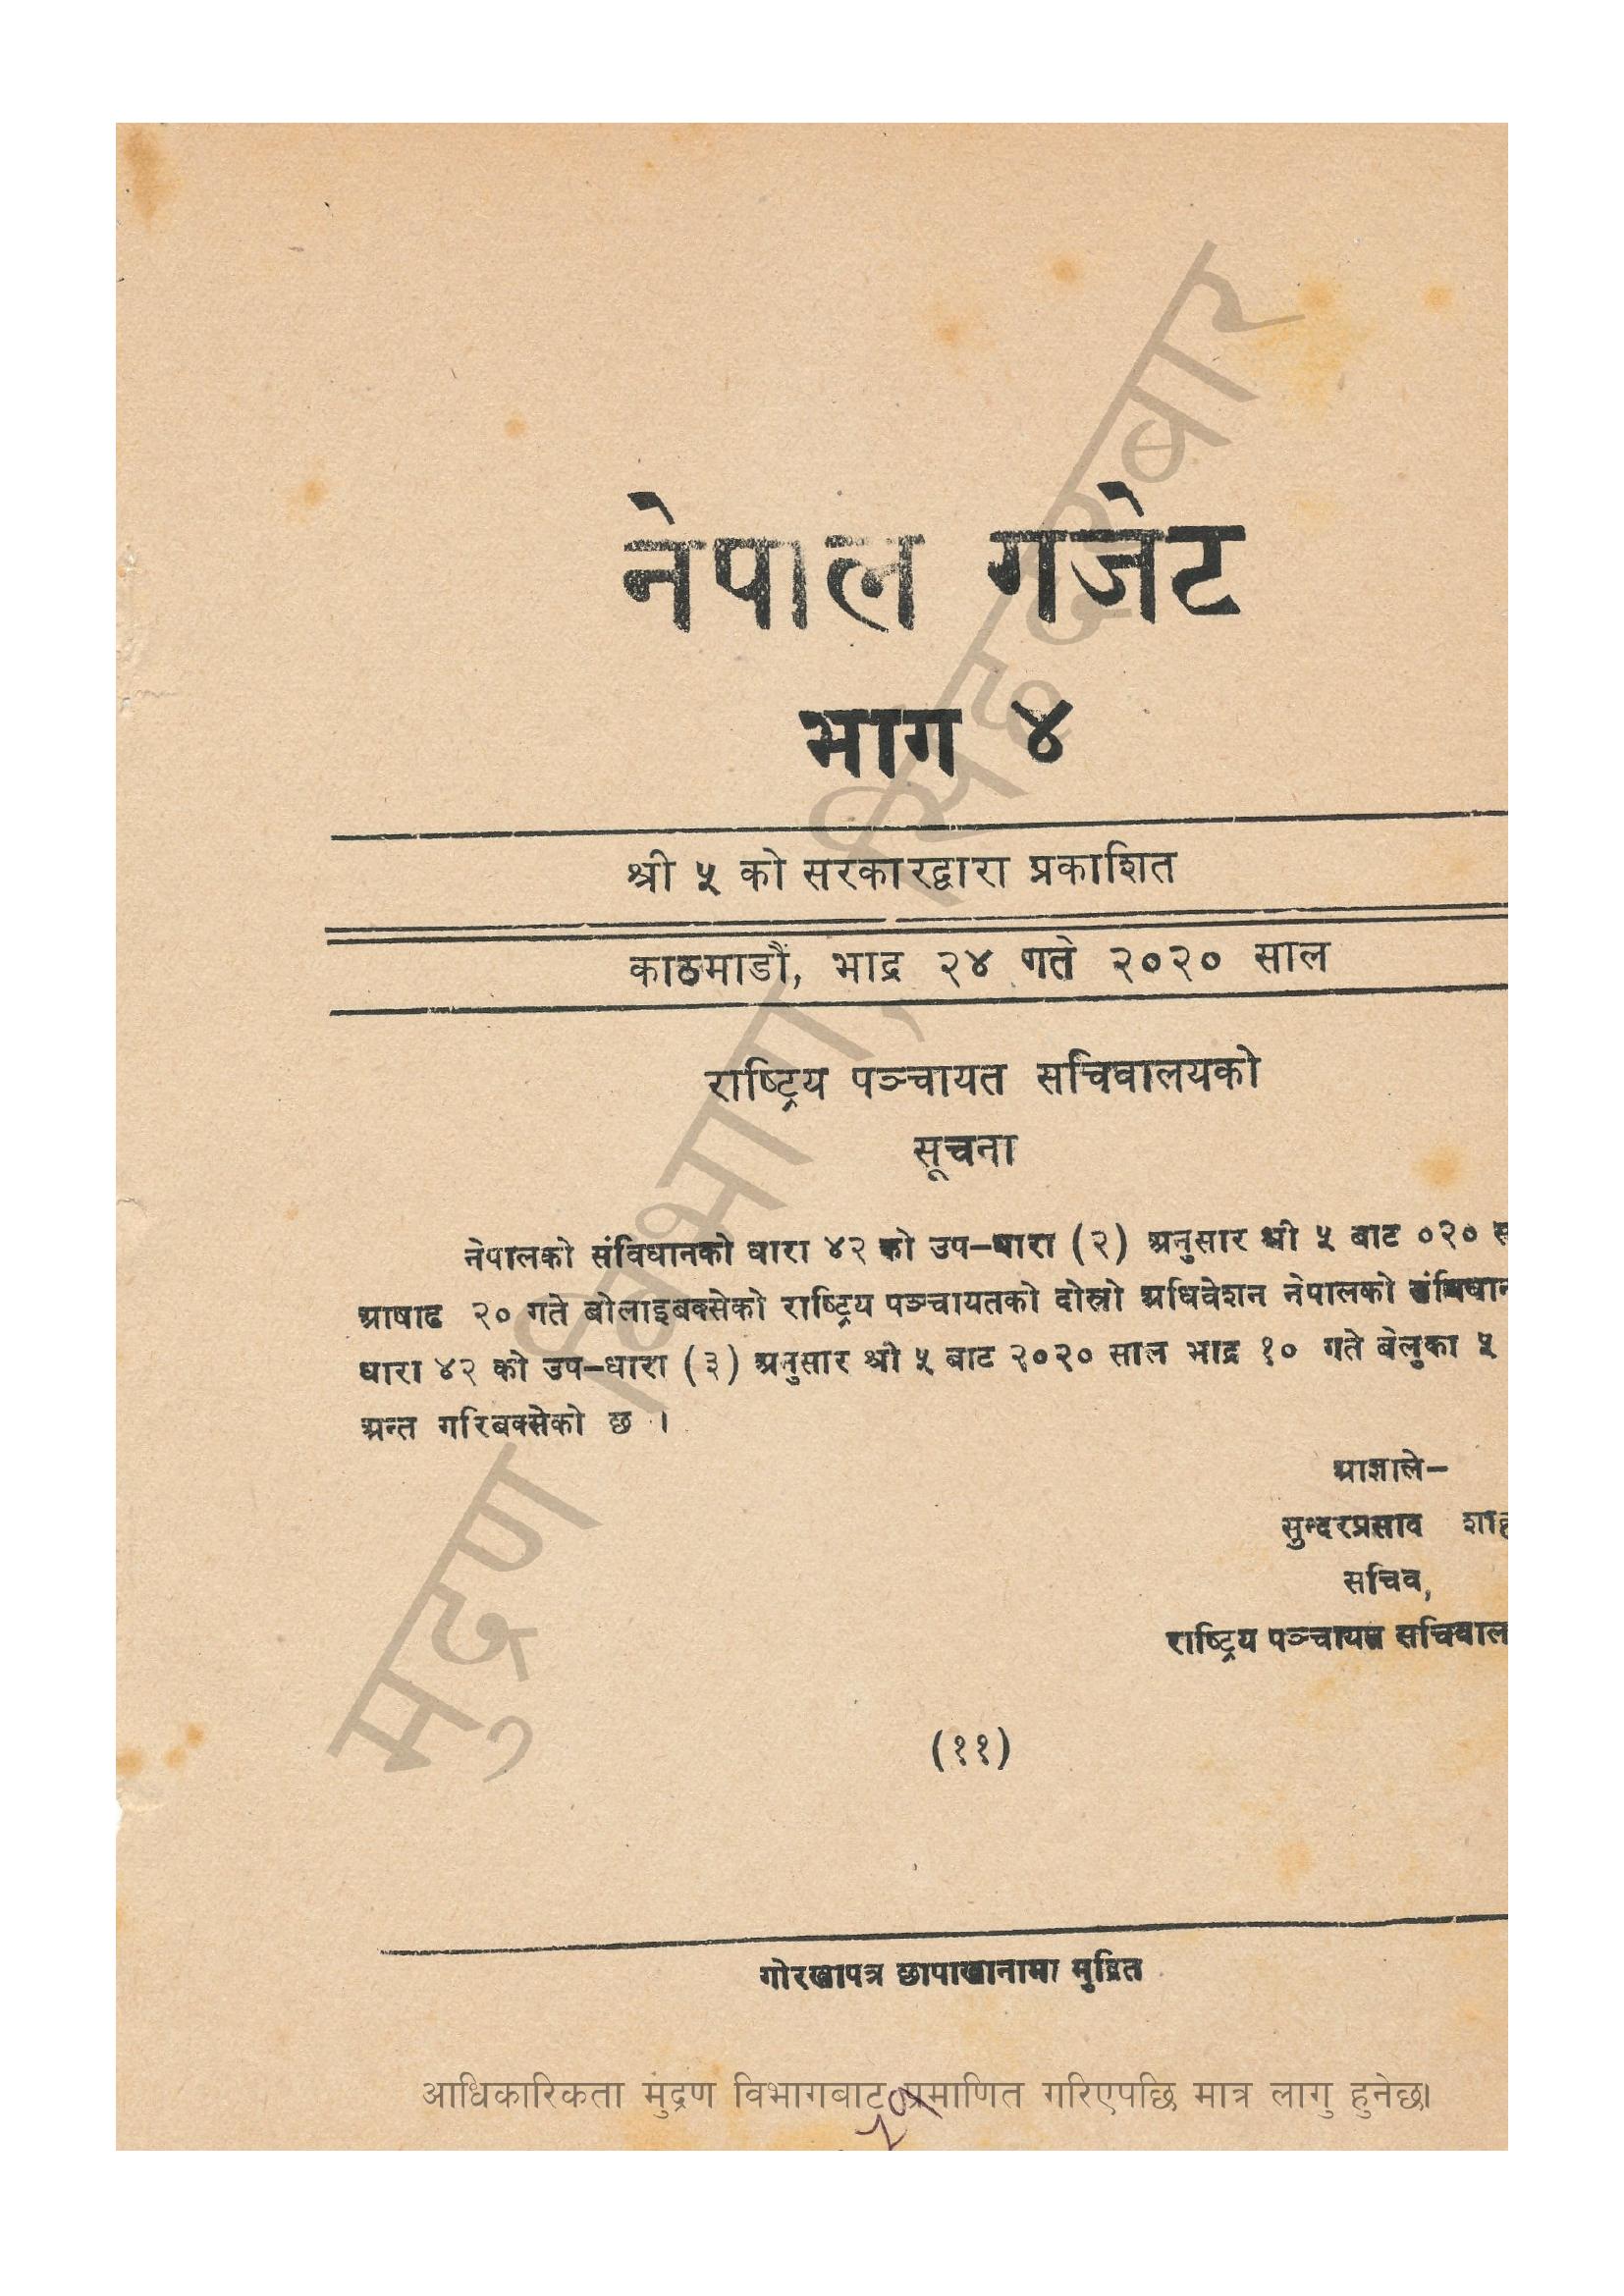 नेपाल गजेट
भाग ४
श्री ५ को सरकारद्वारा प्रकाशित
काठमाडौं, भाद्र २४ गते २०२० साल
राष्ट्रिय पञ्चायत सचिवालयको
सूचना
नेपालको संविधानको धारा ४२ को उप–धारा (२) अनुसार श्री ५ बाट ०२०
आषाढ २० गते बोलाइबक्सेको राष्ट्रिय पञ्चायतको दोस्रो अधिवेशन नेपालको संविधान
धारा ४२ को उप–धारा (३) अनुसार श्री ५ बाट २०२० साल भाद्र १० गते बेलुका ५
अन्त गरिबक्सेको छ ।
आज्ञाले–
सुन्दरप्रसाद शाह
सचिव,
राष्ट्रिय पञ्चायत सचिवाल
(११)
गोरखापत्र छापाखानामा मुद्रित
मुद्रण विभाग, सिंहदरबार
आधिकारिकता मुद्रण विभागबाट प्रमाणित गरिएपछि मात्र लागु हुनेछ।